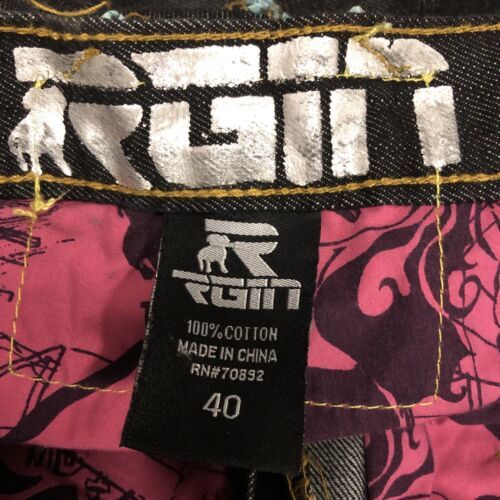 RGIN
R
RGIN
100% COTTON
MADE IN CHINA
RN#70892
40